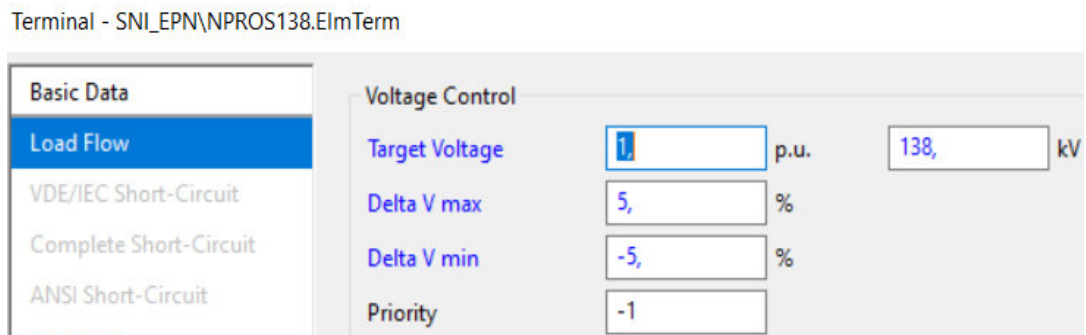 Terminal - SNI_EPN\NPROS138.ElmTerm
Basic Data
Voltage Control
Load Flow
Target Voltage 1, p.u. 138, kV
VDE/IEC Short-Circuit
Delta V max 5, %
Complete Short-Circuit
Delta V min -5, %
ANSI Short-Circuit
Priority -1